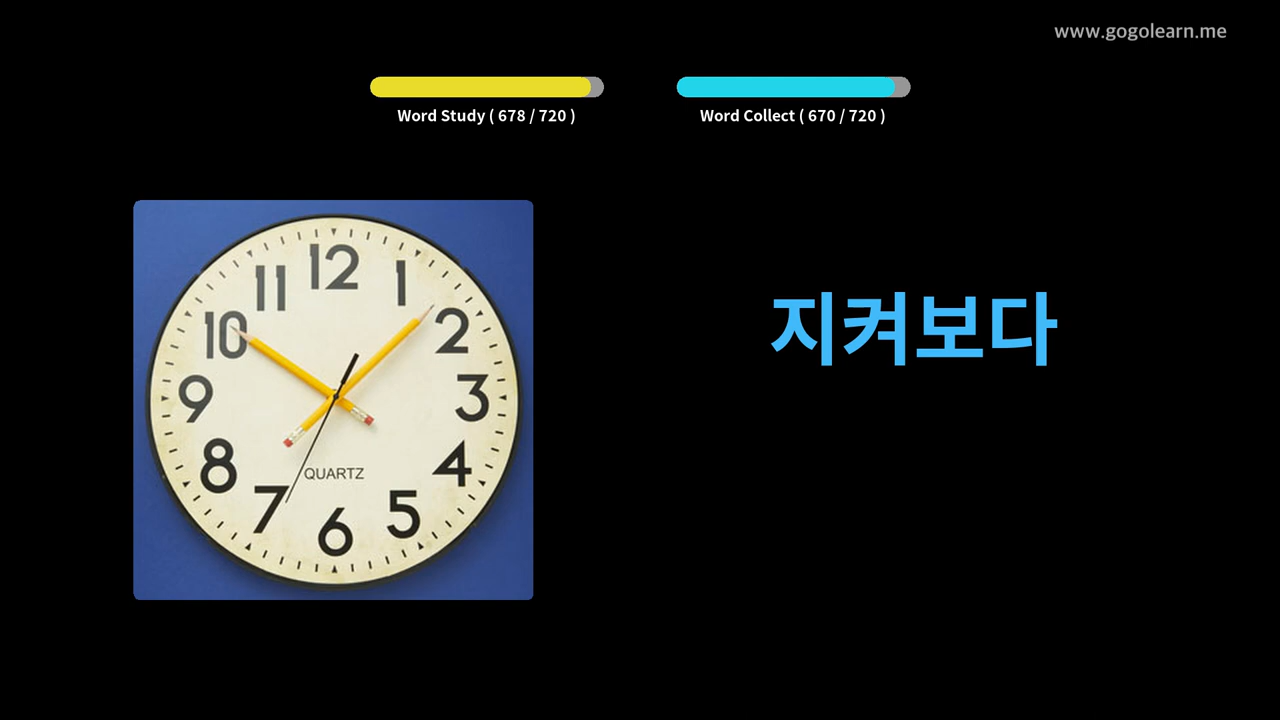 www.gogolearn.me
Word Study ( 678 / 720 )
Word Collect ( 670 / 720 )
12
11
1
10
2
9
3
8
4
QUARTZ
7
5
6
지켜보다